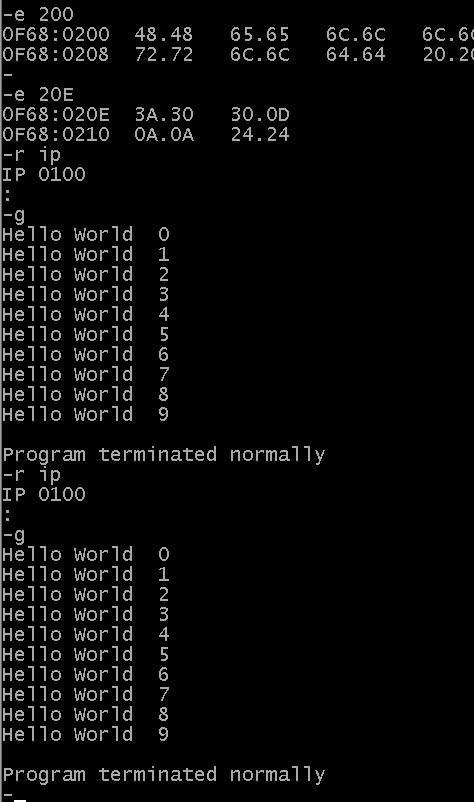 -e 200
0F68:0200  48.48   65.65   6C.6C   6C.6C
0F68:0208  72.72   6C.6C   64.64   20.20
-
-e 20E
0F68:020E  3A.30   30.0D
0F68:0210  0A.0A   24.24
-r ip
IP 0100
:
-g
Hello World  0
Hello World  1
Hello World  2
Hello World  3
Hello World  4
Hello World  5
Hello World  6
Hello World  7
Hello World  8
Hello World  9
Program terminated normally
-r ip
IP 0100
:
-g
Hello World  0
Hello World  1
Hello World  2
Hello World  3
Hello World  4
Hello World  5
Hello World  6
Hello World  7
Hello World  8
Hello World  9
Program terminated normally
-_